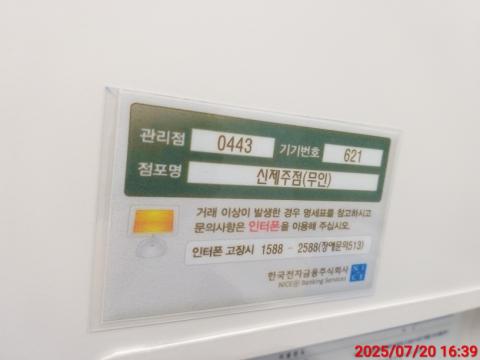 관리점 0443 기기번호 621
점포명 신제주점(무인)
거래 이상이 발생한 경우 명세표를 참고하시고
문의사항은 인터폰을 이용해 주십시오.
인터폰 고장시 1588 - 2588(장애문의513)
한국전자금융주식회사
NICE Banking Services
NICE
2025/07/20 16:39